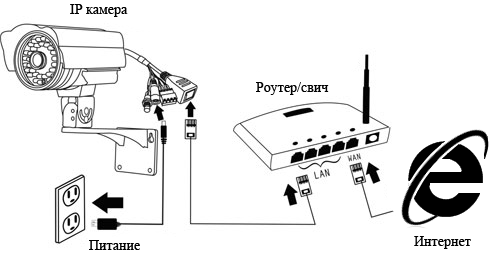 IP камера
Роутер/свич
LAN
WAN
Питание
Интернет